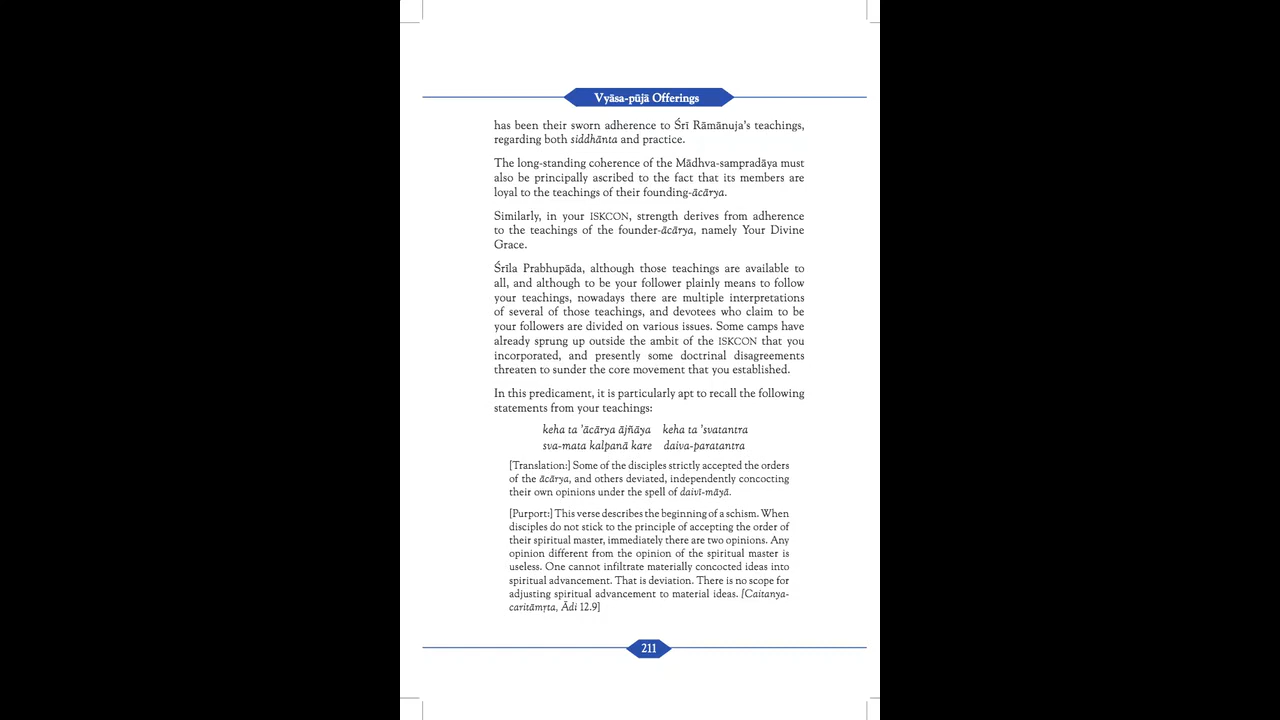 Vyāsa-pūjā Offerings
has been their sworn adherence to Śrī Rāmānuja's teachings,
regarding both siddhānta and practice.
The long-standing coherence of the Mādhva-sampradāya must
also be principally ascribed to the fact that its members are
loyal to the teachings of their founding-ācārya.
Similarly, in your ISKCON, strength derives from adherence
to the teachings of the founder-ācārya, namely Your Divine
Grace.
Śrīla Prabhupāda, although those teachings are available to
all, and although to be your follower plainly means to follow
your teachings, nowadays there are multiple interpretations
of several of those teachings, and devotees who claim to be
your followers are divided on various issues. Some camps have
already sprung up outside the ambit of the ISKCON that you
incorporated, and presently some doctrinal disagreements
threaten to sunder the core movement that you established.
In this predicament, it is particularly apt to recall the following
statements from your teachings:
keha ta 'ācārya ājñāya keha ta 'svatantra
sva-mata kalpanā kare daiva-paratantra
[Translation:] Some of the disciples strictly accepted the orders
of the ācārya, and others deviated, independently concocting
their own opinions under the spell of daivī-māyā.
[Purport:] This verse describes the beginning of a schism. When
disciples do not stick to the principle of accepting the order of
their spiritual master, immediately there are two opinions. Any
opinion different from the opinion of the spiritual master is
useless. One cannot infiltrate materially concocted ideas into
spiritual advancement. That is deviation. There is no scope for
adjusting spiritual advancement to material ideas. [Caitanya-
caritāmṛta, Ādi 12.9]
211